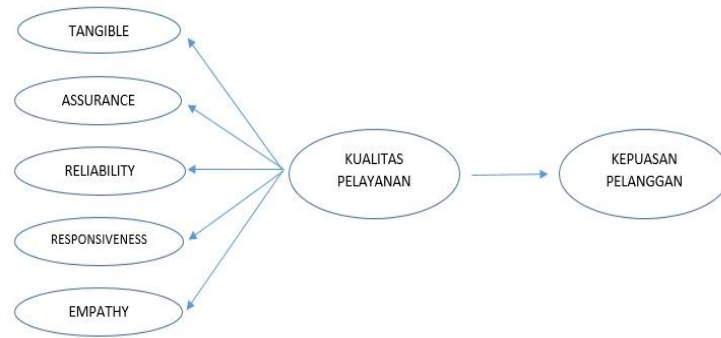 TANGIBLE
ASSURANCE
RELIABILITY
RESPONSIVENESS
EMPATHY
KUALITAS
PELAYANAN
KEPUASAN
PELANGGAN